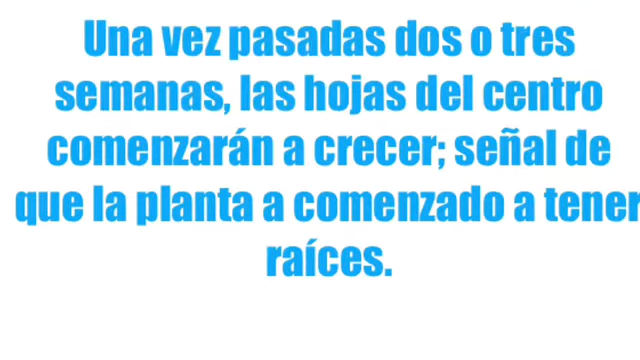 Una vez pasadas dos o tres
semanas, las hojas del centro
comenzarán a crecer; señal de
que la planta a comenzado a tener
raíces.